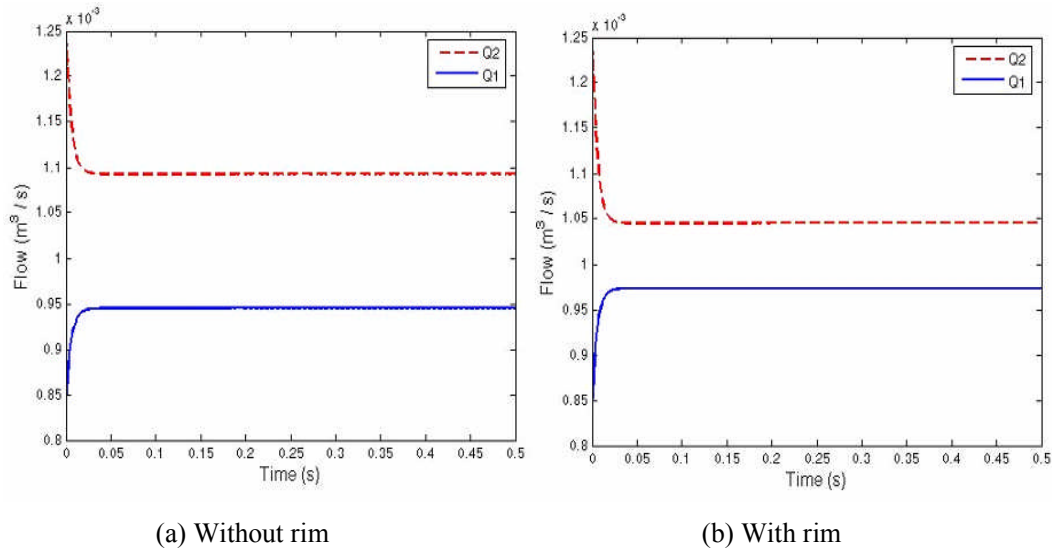 x 10⁻³
1.25
1.2
1.15
1.1
1.05
1
0.95
0.9
0.85
0.8
Flow (m³ / s)
0 0.05 0.1 0.15 0.2 0.25 0.3 0.35 0.4 0.45 0.5
Time (s)
Q2
Q1
(a) Without rim
x 10⁻³
1.25
1.2
1.15
1.1
1.05
1
0.95
0.9
0.85
0.8
Flow (m³ / s)
0 0.05 0.1 0.15 0.2 0.25 0.3 0.35 0.4 0.45 0.5
Time (s)
Q2
Q1
(b) With rim